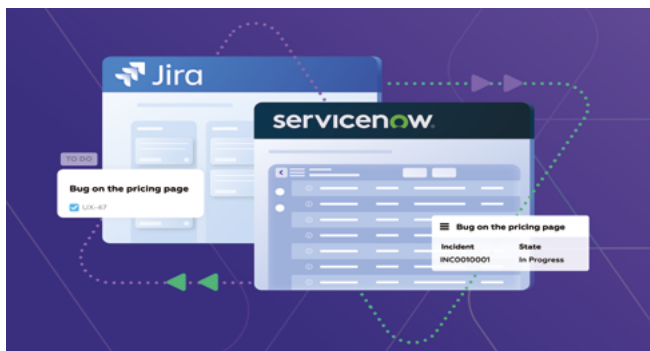 Jira
servicenow.
TO DO
Bug on the pricing page
UX-47
Bug on the pricing page
Incident State
INC0010001 In Progress